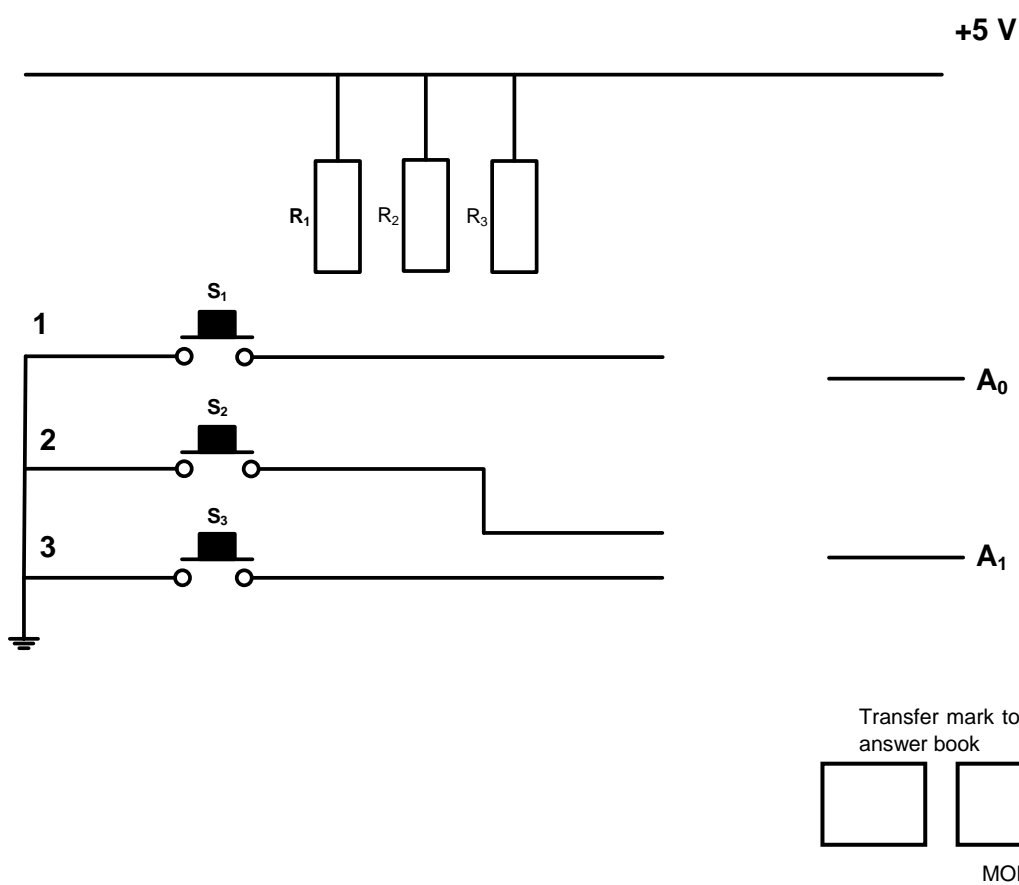 +5 V
R₁ R₂ R₃
S₁
1
A₀
S₂
2
S₃
3
A₁
Transfer mark to
answer book